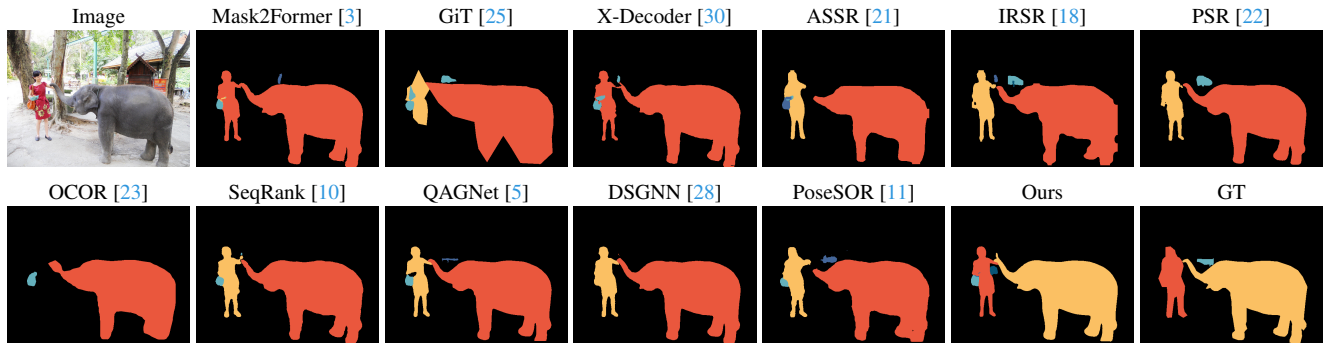 Image Mask2Former [3] GiT [25] X-Decoder [30] ASSR [21] IRSR [18] PSR [22]
OCOR [23] SeqRank [10] QAGNet [5] DSGNN [28] PoseSOR [11] Ours GT